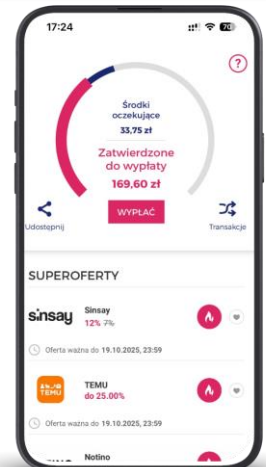 17:24
70
?
Środki
oczekujące
33,75 zł
Zatwierdzone
do wypłaty
169,60 zł
WYPŁAĆ
Udostępnij
Transakcje
SUPEROFERTY
sinsay
Sinsay
12% 7%
Oferta ważna do 19.10.2025, 23:59
TEMU
TEMU
do 25.00%
Oferta ważna do 19.10.2025, 23:59
Notino